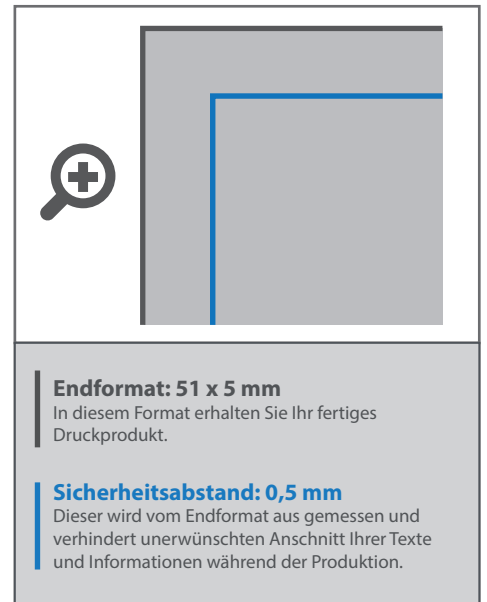 Endformat: 51 x 5 mm
In diesem Format erhalten Sie Ihr fertiges
Druckprodukt.
Sicherheitsabstand: 0,5 mm
Dieser wird vom Endformat aus gemessen und
verhindert unerwünschten Anschnitt Ihrer Texte
und Informationen während der Produktion.